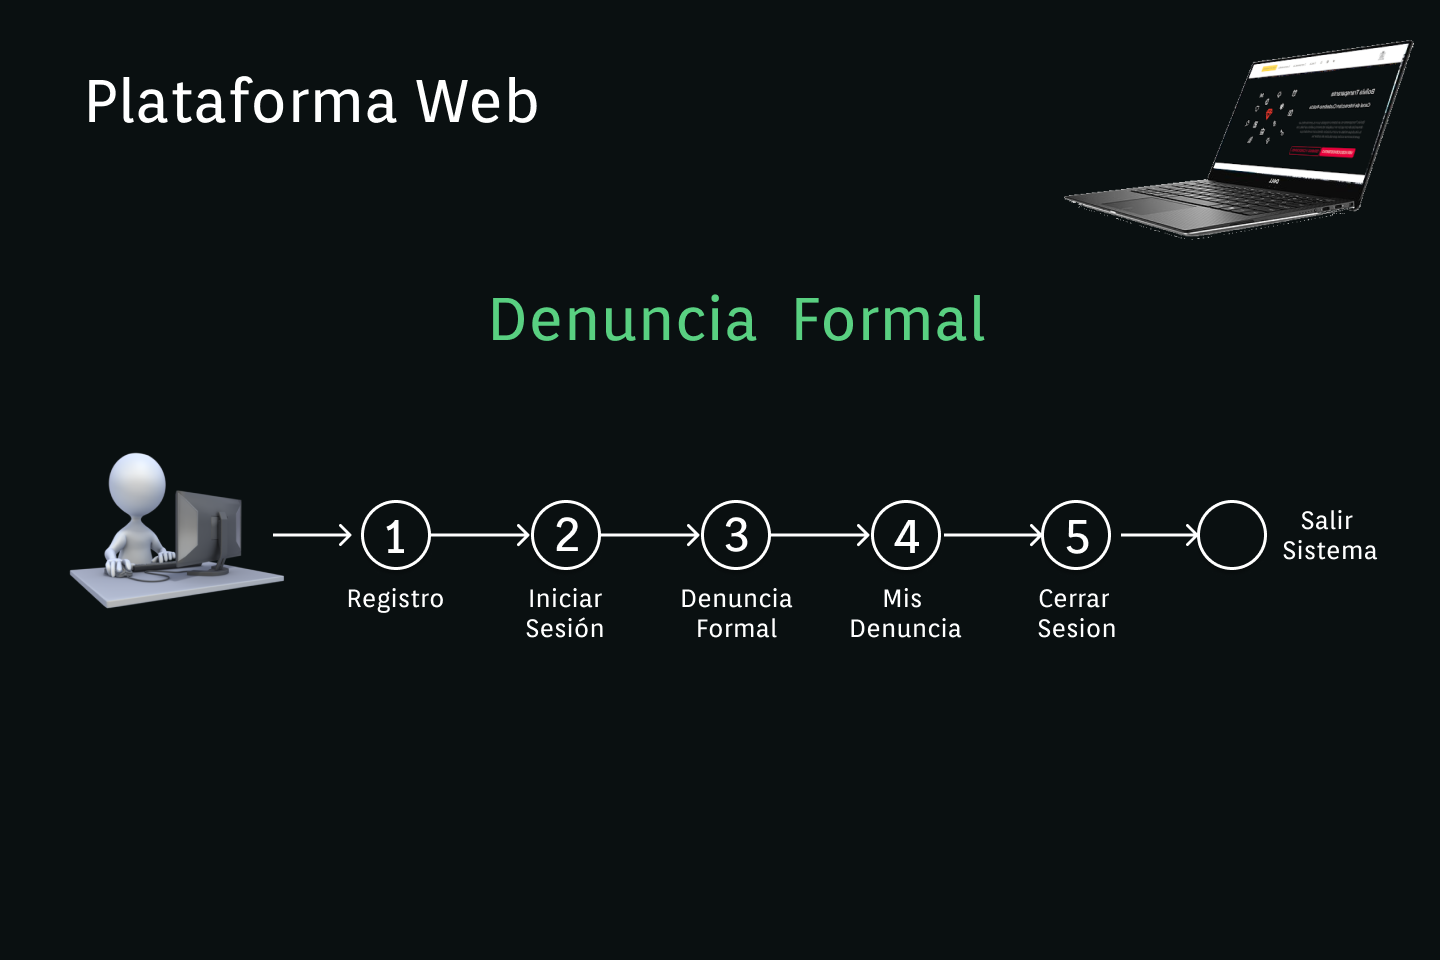 Plataforma Web
Denuncia Formal
1
2
3
4
5
Salir
Sistema
Registro
Iniciar
Sesión
Denuncia
Formal
Mis
Denuncia
Cerrar
Sesion